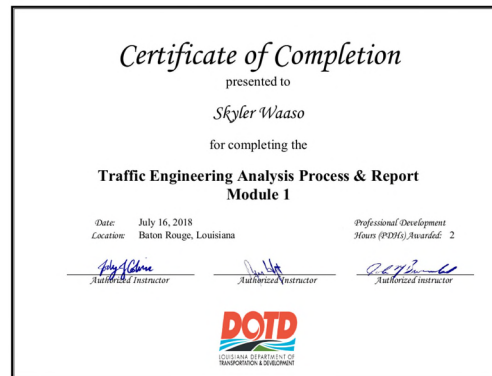 Certificate of Completion
presented to
Skyler Waaso
for completing the
Traffic Engineering Analysis Process & Report
Module 1
Date: July 16, 2018
Location: Baton Rouge, Louisiana
Professional Development
Hours (PDHs) Awarded: 2
Authorized Instructor
Authorized Instructor
Authorized instructor
DOTD
LOUISIANA DEPARTMENT OF
TRANSPORTATION & DEVELOPMENT